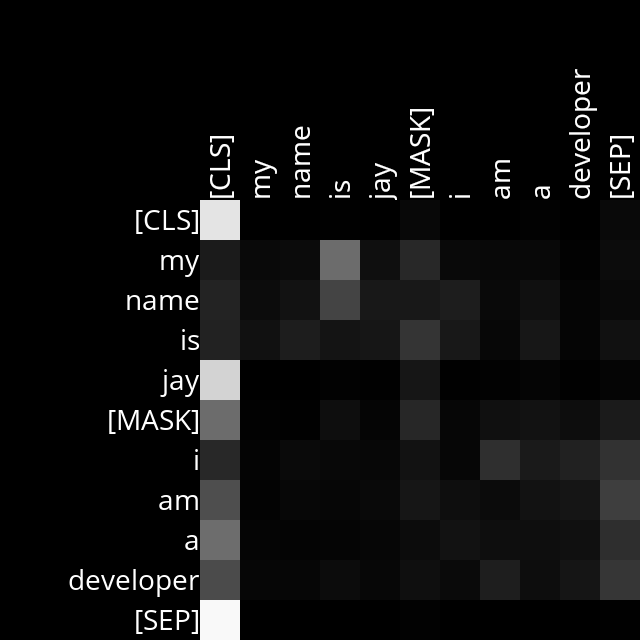 [CLS]
my
name
is
jay
[MASK]
i
am
a
developer
[SEP]
[CLS]
my
name
is
jay
[MASK]
i
am
a
developer
[SEP]